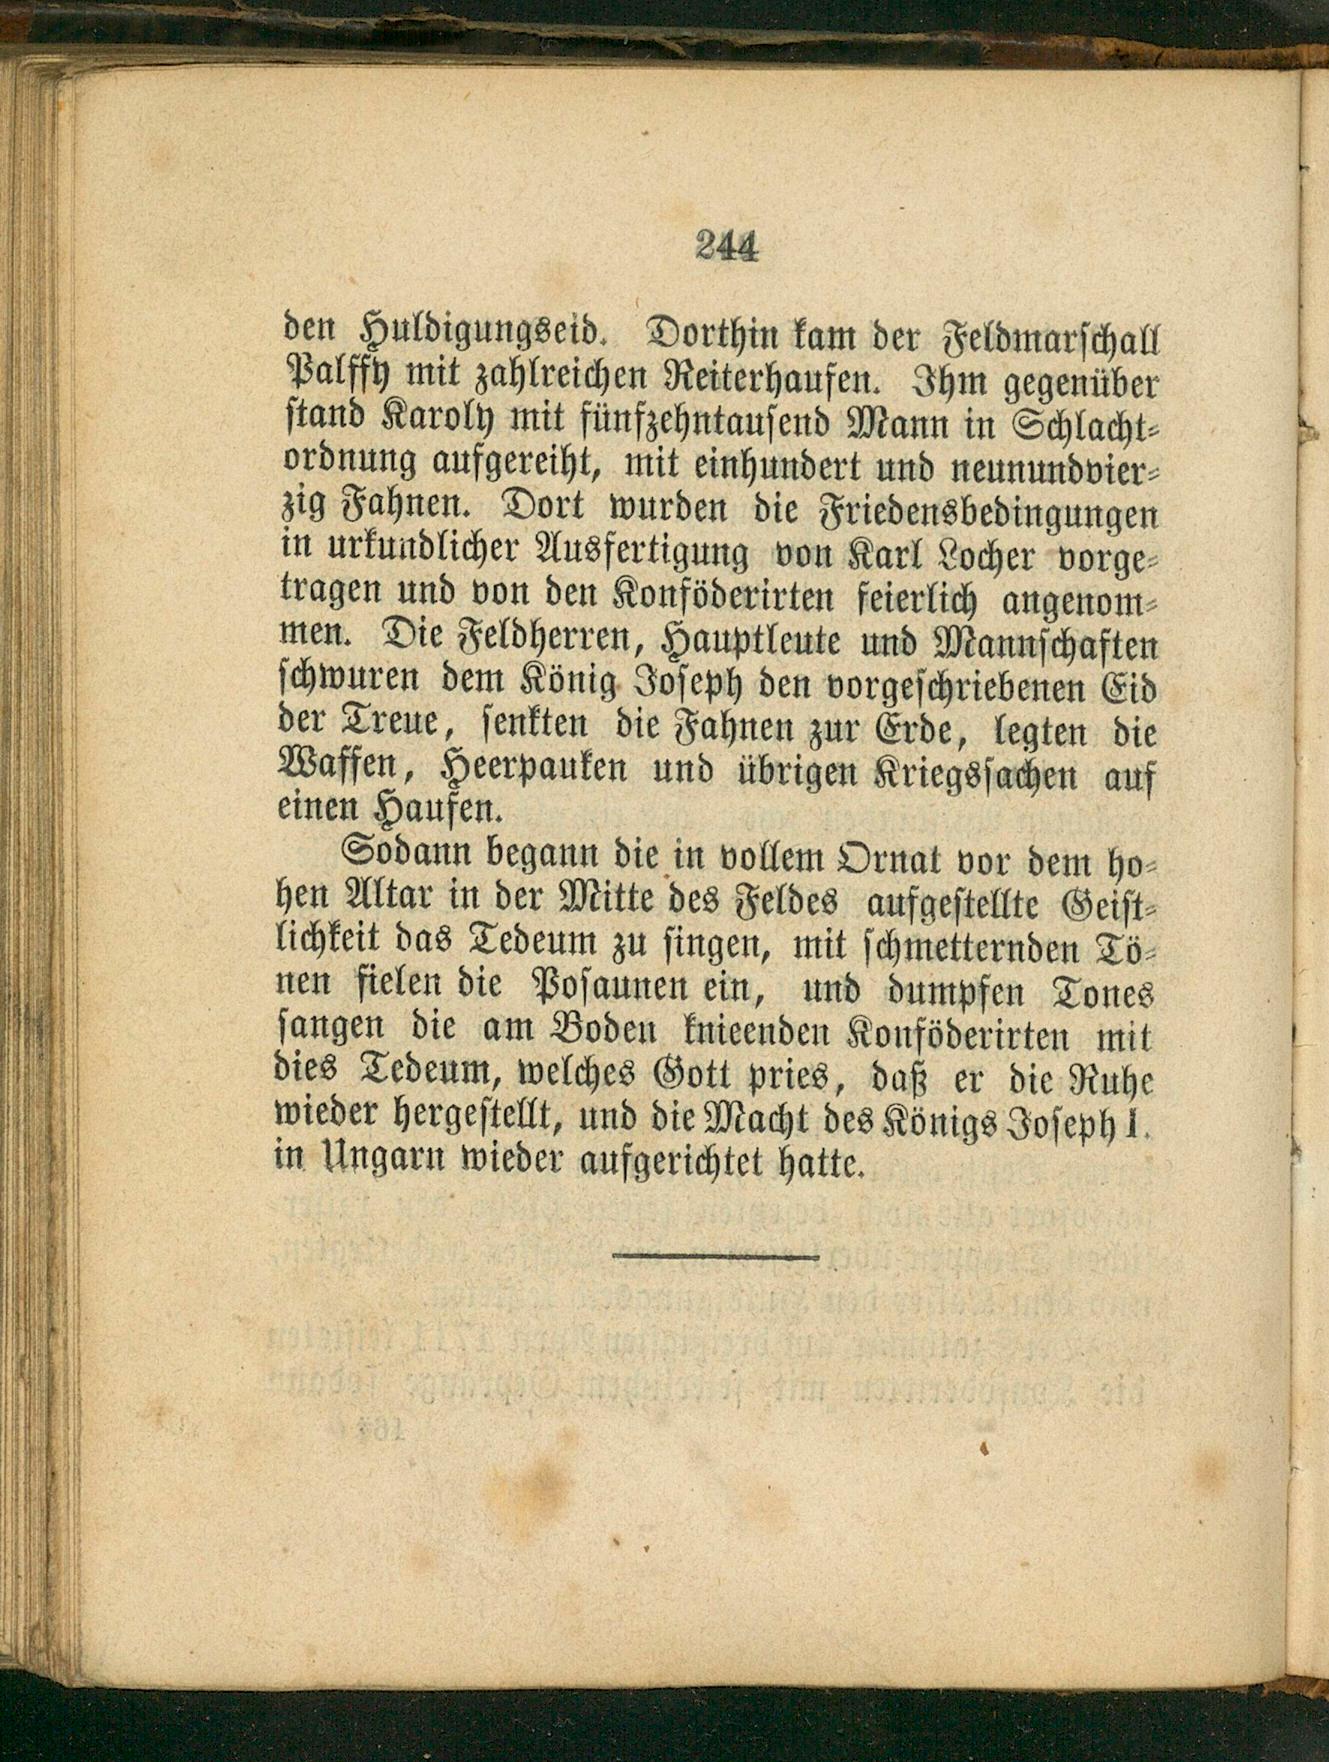 244
den Huldigungseid. Dorthin kam der Feldmarschall
Palffy mit zahlreichen Reiterhaufen. Ihm gegenüber
stand Karoly mit fünfzehntausend Mann in Schlacht-
ordnung aufgereiht, mit einhundert und neunundvier-
zig Fahnen. Dort wurden die Friedensbedingungen
in urkundlicher Ausfertigung von Karl Locher vorge-
tragen und von den Konföderirten feierlich angenom-
men. Die Feldherren, Hauptleute und Mannschaften
schwuren dem König Joseph den vorgeschriebenen Eid
der Treue, senkten die Fahnen zur Erde, legten die
Waffen, Heerpauken und übrigen Kriegssachen auf
einen Haufen.
Sodann begann die in vollem Ornat vor dem ho-
hen Altar in der Mitte des Feldes aufgestellte Geist-
lichkeit das Tedeum zu singen, mit schmetternden Tö-
nen fielen die Posaunen ein, und dumpfen Tones
sangen die am Boden knieenden Konföderirten mit
dies Tedeum, welches Gott pries, daß er die Ruhe
wieder hergestellt, und die Macht des Königs Joseph I.
in Ungarn wieder aufgerichtet hatte.